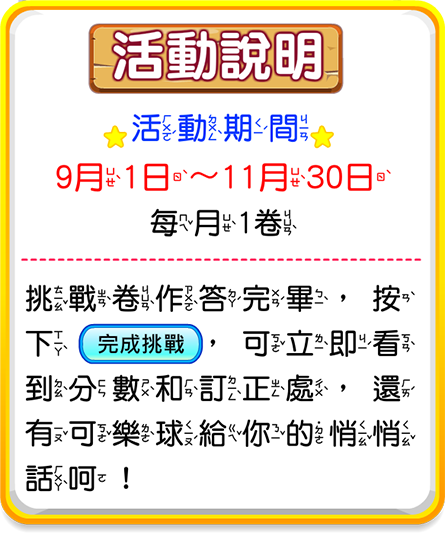 活動說明
活動期間
9月1日～11月30日
每月1卷
挑戰卷作答完畢，按
下 完成挑戰 ，可立即看
到分數和訂正處，還
有可樂球給你的悄悄
話呵！